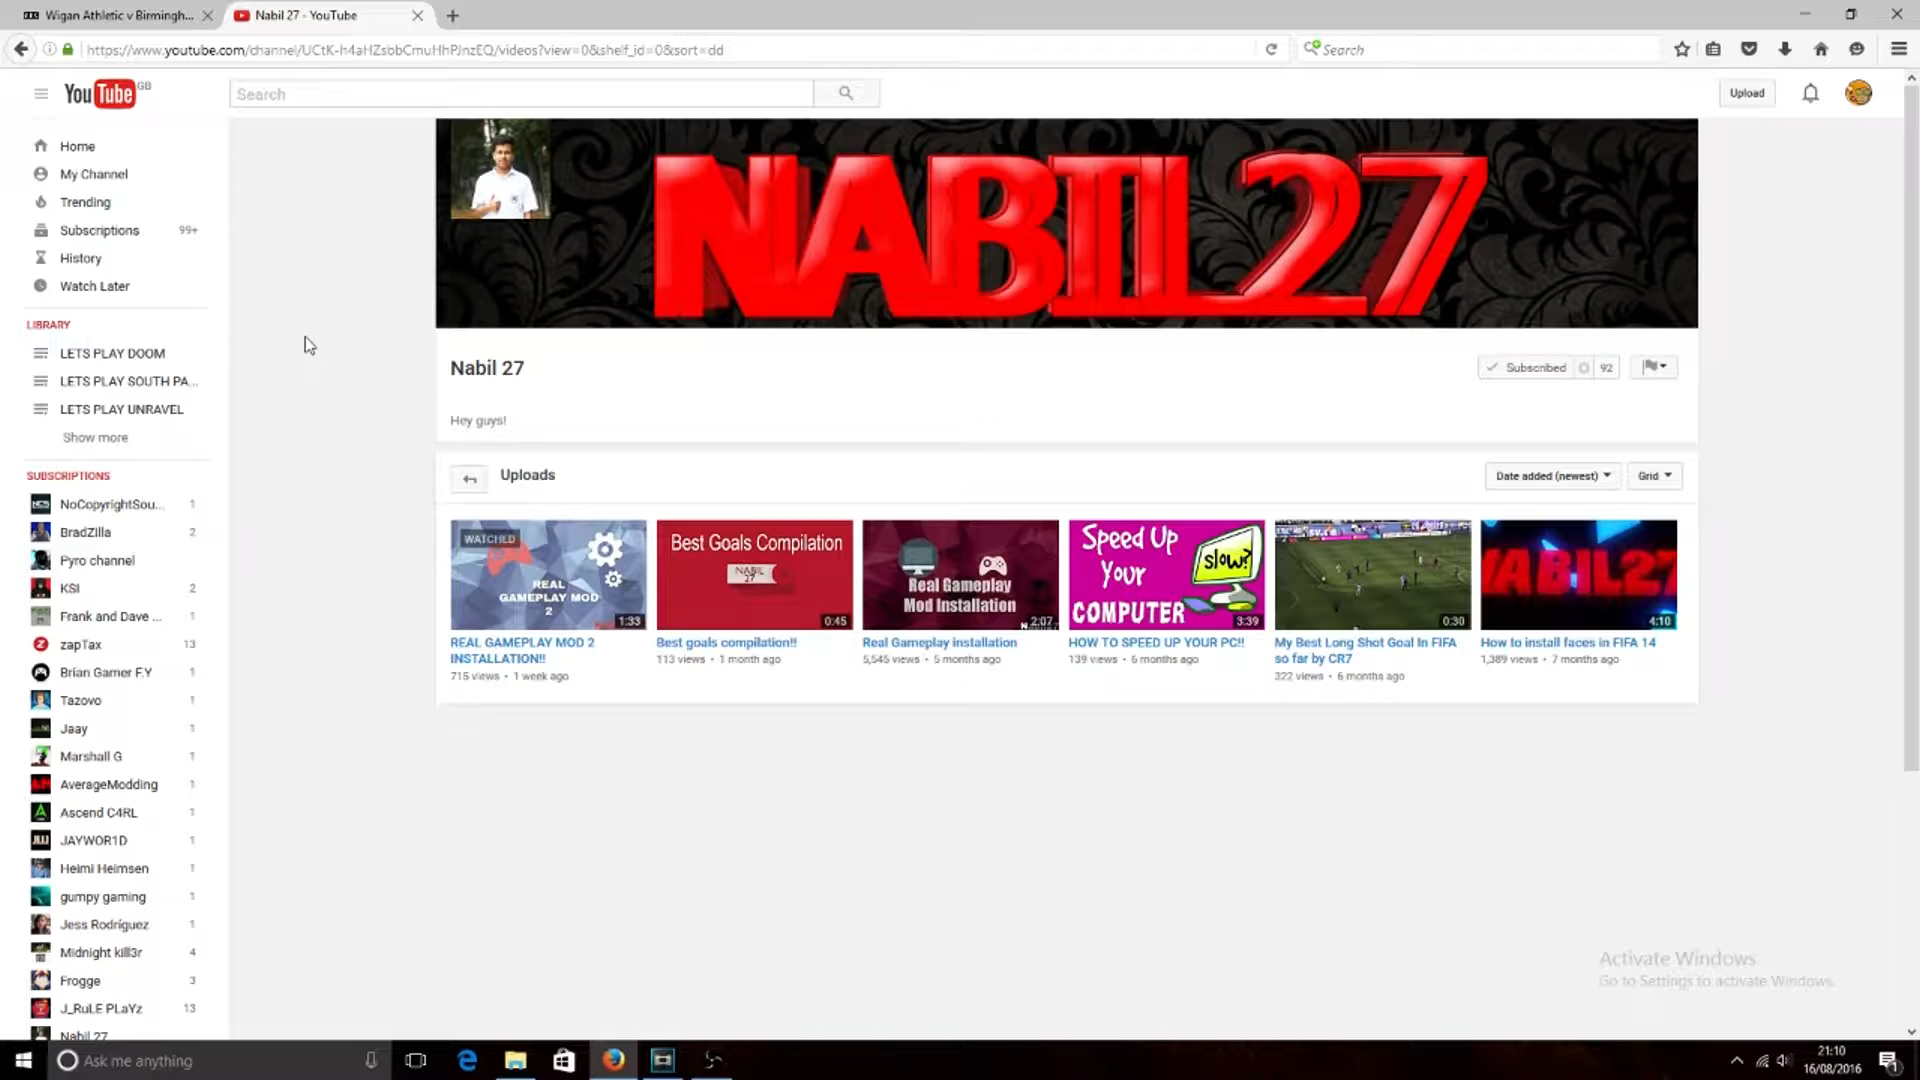 Wigan Athletic v Birmingh...
Nabil 27 - YouTube
https://www.youtube.com/channel/UCtK-h4aHZsbbCmuHhPJnzEQ/videos?view=0&shelf_id=0&sort=dd
Search
YouTube GB
Search
Upload
Home
My Channel
Trending
Subscriptions 99+
History
Watch Later
LIBRARY
LETS PLAY DOOM
LETS PLAY SOUTH PA...
LETS PLAY UNRAVEL
Show more
SUBSCRIPTIONS
NoCopyrightSou... 1
BradZilla 2
Pyro channel
KSI 2
Frank and Dave ... 1
zapTax 13
Brian Gamer F.Y 1
Tazovo 1
Jaay 1
Marshall G 1
AverageModding 1
Ascend C4RL 1
JAYWOR1D 1
Heimi Heimsen 1
gumpy gaming 1
Jess Rodríguez 1
Midnight kill3r 4
Frogge 3
J_RuLE PLaYz 13
Nabil 27
NABIL 27
Nabil 27
Subscribed 92
Hey guys!
Uploads
Date added (newest)
Grid
WATCHED
REAL
GAMEPLAY MOD
2
1:33
REAL GAMEPLAY MOD 2
INSTALLATION!!
715 views • 1 week ago
Best Goals Compilation
NABIL
27
0:45
Best goals compilation!!
113 views • 1 month ago
Real Gameplay
Mod Installation
2:07
Real Gameplay installation
5,545 views • 5 months ago
Speed Up
Your
COMPUTER
slow?
3:39
HOW TO SPEED UP YOUR PC!!
139 views • 6 months ago
0:30
My Best Long Shot Goal In FIFA
so far by CR7
322 views • 6 months ago
NABIL27
4:10
How to install faces in FIFA 14
1,389 views • 7 months ago
Activate Windows
Go to Settings to activate Windows.
Ask me anything
21:10
16/08/2016
1